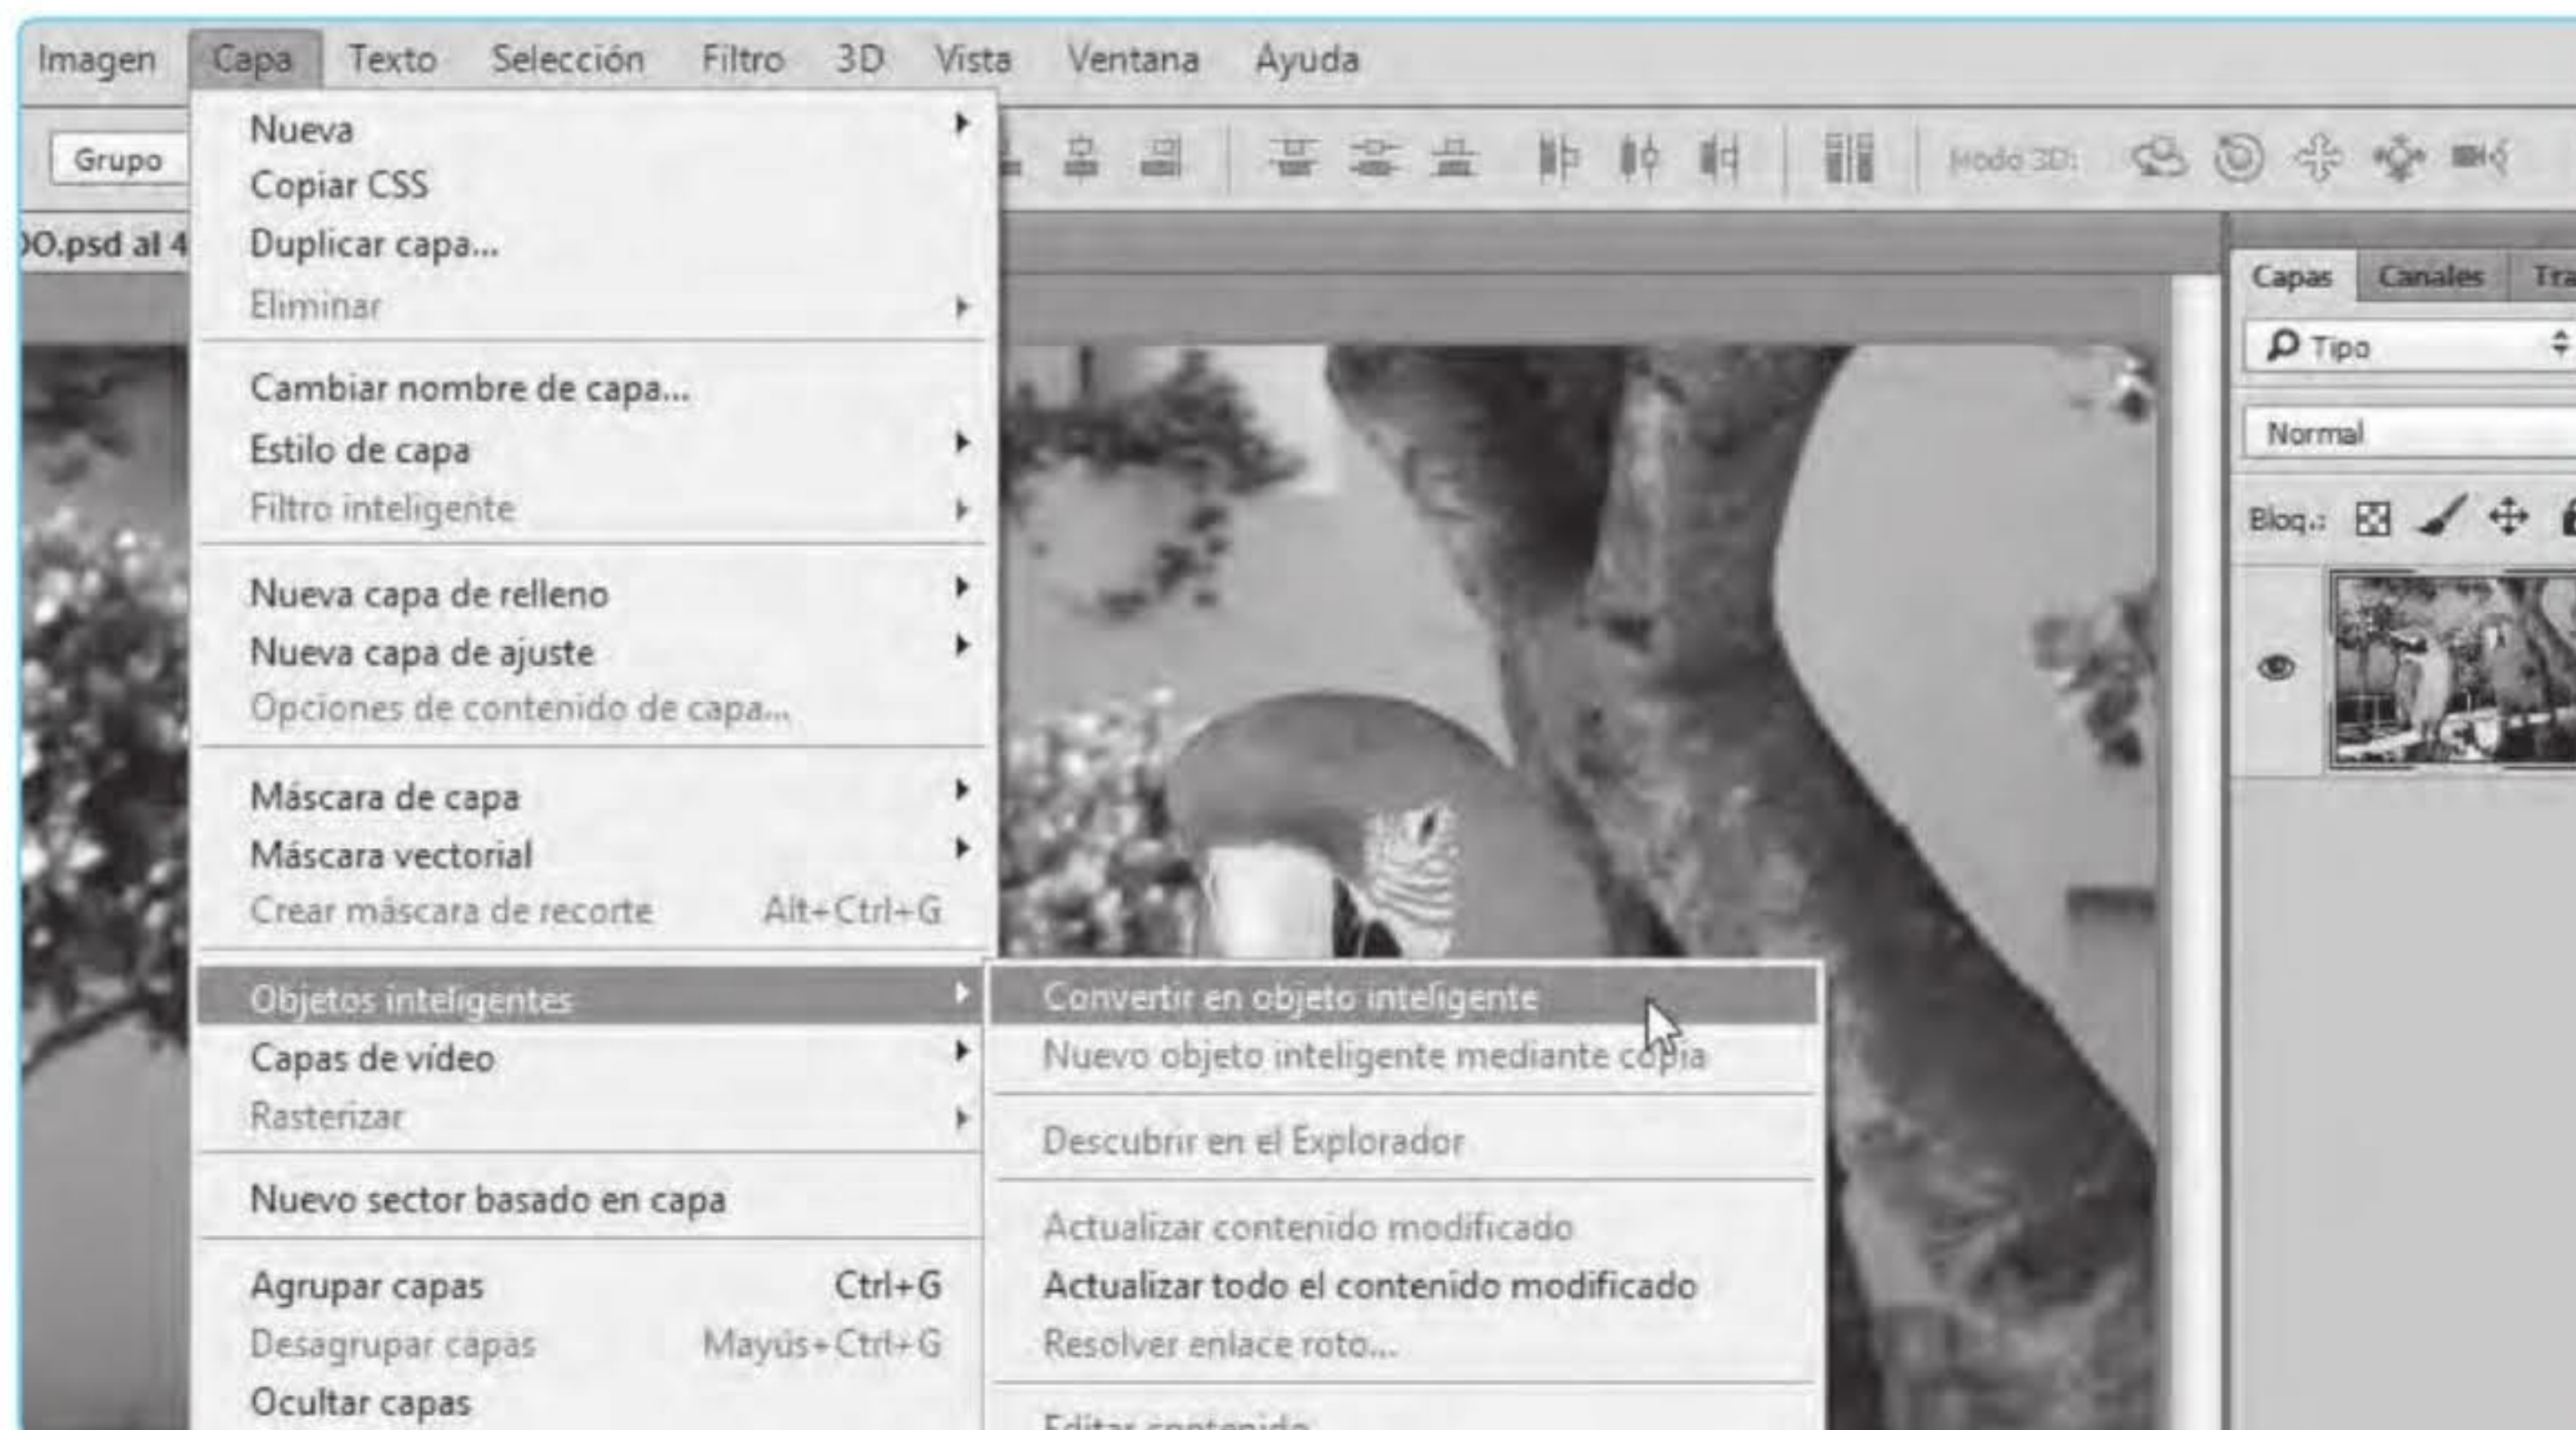 Imagen Capa Texto Selección Filtro 3D Vista Ventana Ayuda
Grupo
Modo 3D:
DO.psd al 4
Nueva
Copiar CSS
Duplicar capa...
Eliminar
Cambiar nombre de capa...
Estilo de capa
Filtro inteligente
Nueva capa de relleno
Nueva capa de ajuste
Opciones de contenido de capa...
Máscara de capa
Máscara vectorial
Crear máscara de recorte Alt+Ctrl+G
Objetos inteligentes
Capas de vídeo
Rasterizar
Nuevo sector basado en capa
Agrupar capas Ctrl+G
Desagrupar capas Mayús+Ctrl+G
Ocultar capas
Convertir en objeto inteligente
Nuevo objeto inteligente mediante copia
Descubrir en el Explorador
Actualizar contenido modificado
Actualizar todo el contenido modificado
Resolver enlace roto...
Editar contenido
Capas Canales Tra
Tipo
Normal
Bloq.: